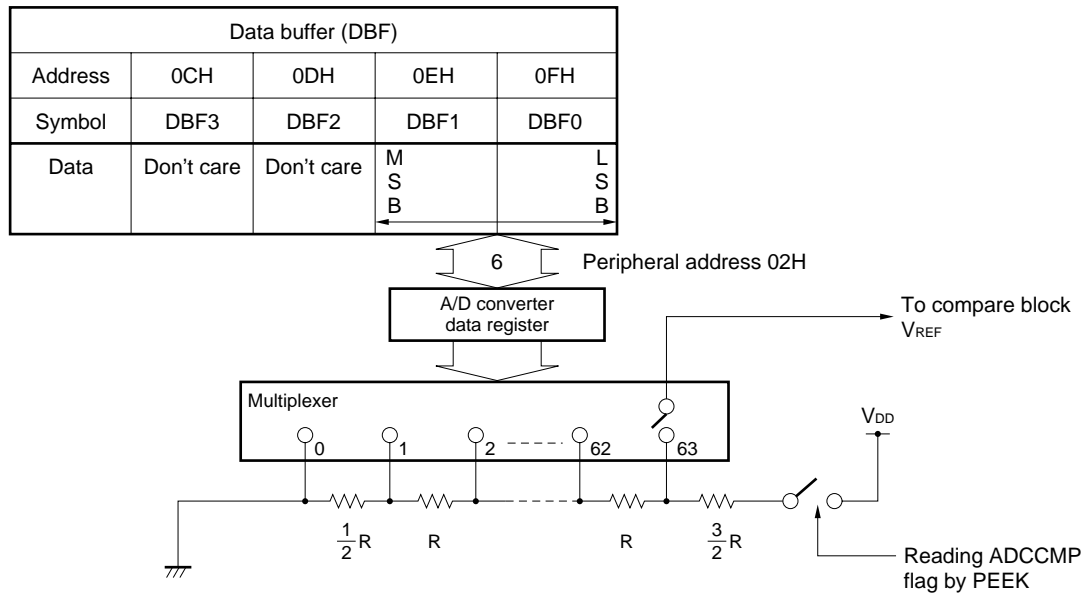 Data buffer (DBF)
Address 0CH 0DH 0EH 0FH
Symbol DBF3 DBF2 DBF1 DBF0
Data Don't care Don't care MSB LSB
6 Peripheral address 02H
A/D converter
data register
To compare block
VREF
Multiplexer
VDD
0 1 2 62 63
1/2 R R R 3/2 R
Reading ADCCMP
flag by PEEK